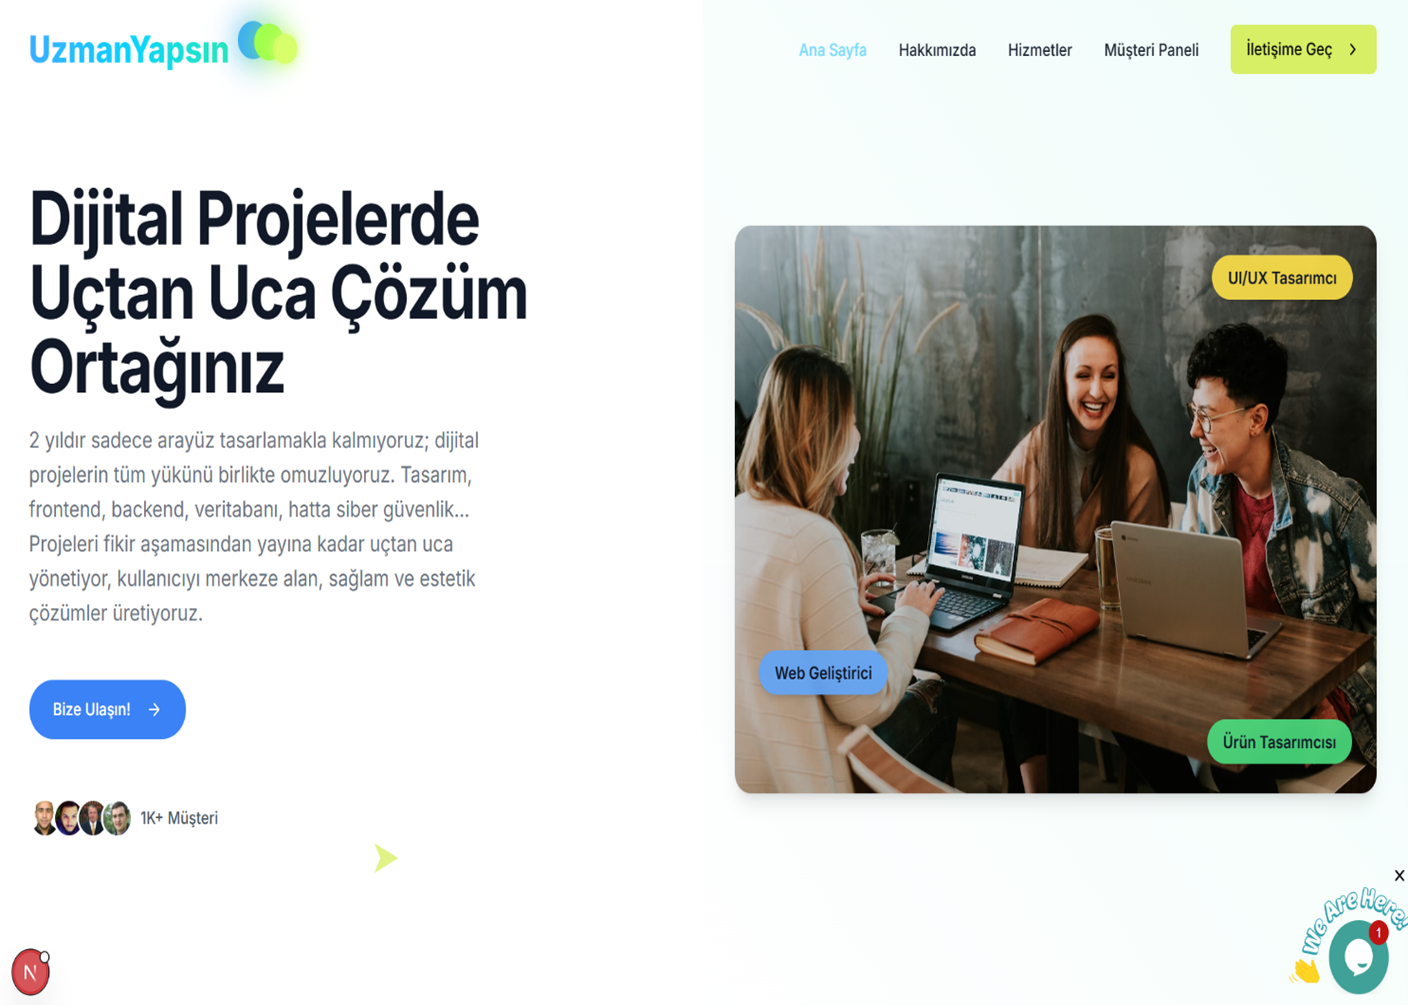 UzmanYapsın
Ana Sayfa
Hakkımızda
Hizmetler
Müşteri Paneli
İletişime Geç
Dijital Projelerde
Uçtan Uca Çözüm
Ortağınız
2 yıldır sadece arayüz tasarlamakla kalmıyoruz; dijital
projelerin tüm yükünü birlikte omuzluyoruz. Tasarım,
frontend, backend, veritabanı, hatta siber güvenlik...
Projeleri fikir aşamasından yayına kadar uçtan uca
yönetiyor, kullanıcıyı merkeze alan, sağlam ve estetik
çözümler üretiyoruz.
Bize Ulaşın!
1K+ Müşteri
UI/UX Tasarımcı
Web Geliştirici
Ürün Tasarımcısı
N
We Are Here!
1